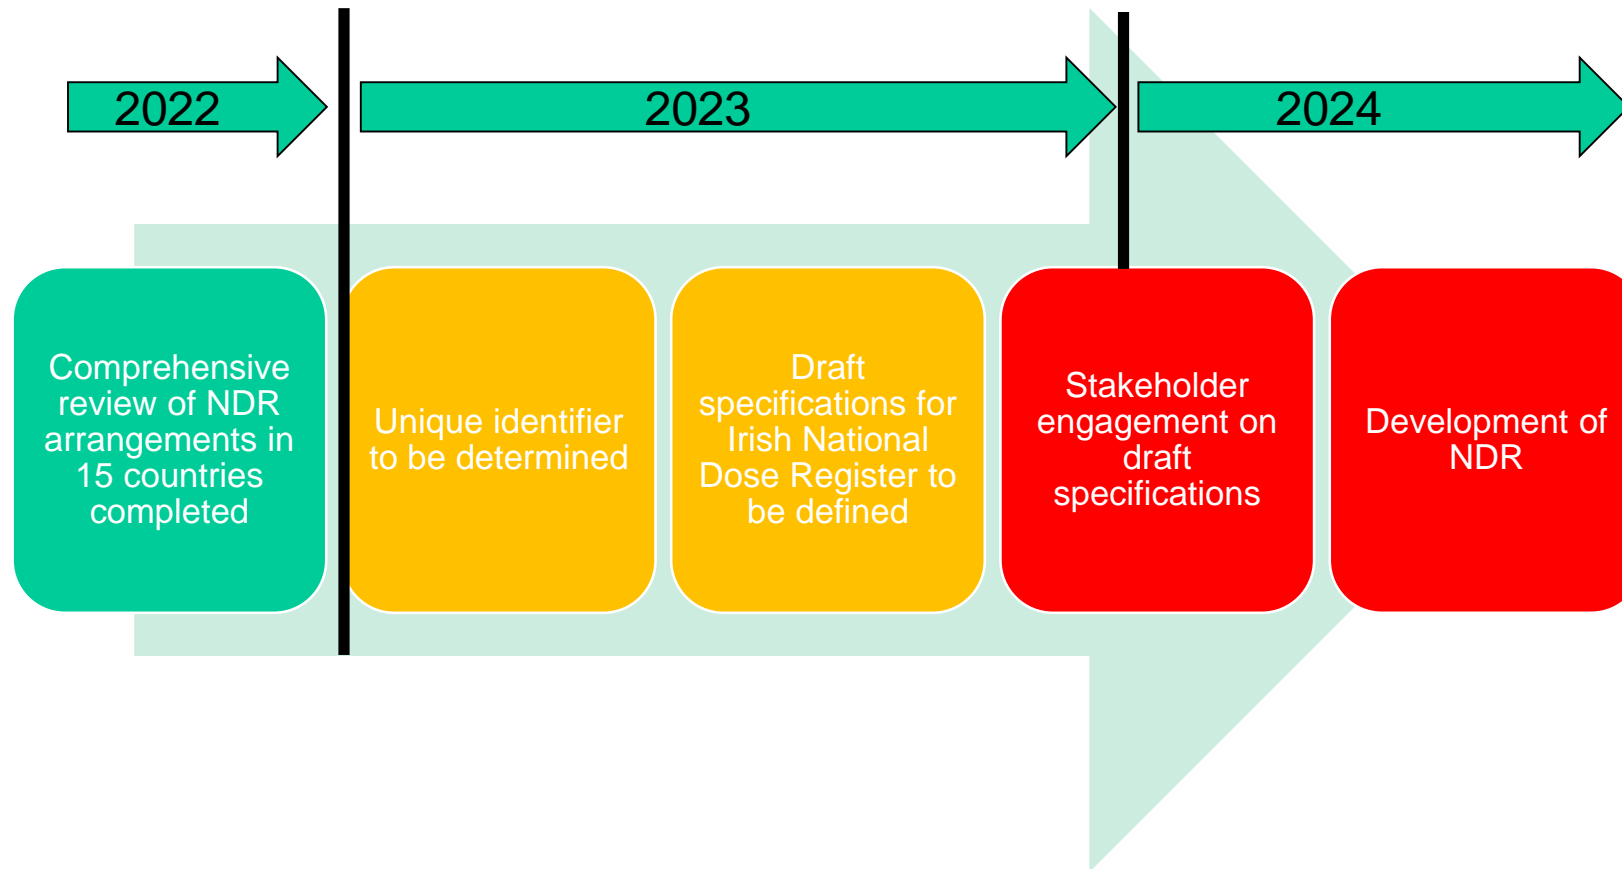 2022
2023
2024
Comprehensive
review of NDR
arrangements in
15 countries
completed
Unique identifier
to be determined
Draft
specifications for
Irish National
Dose Register to
be defined
Stakeholder
engagement on
draft
specifications
Development of
NDR